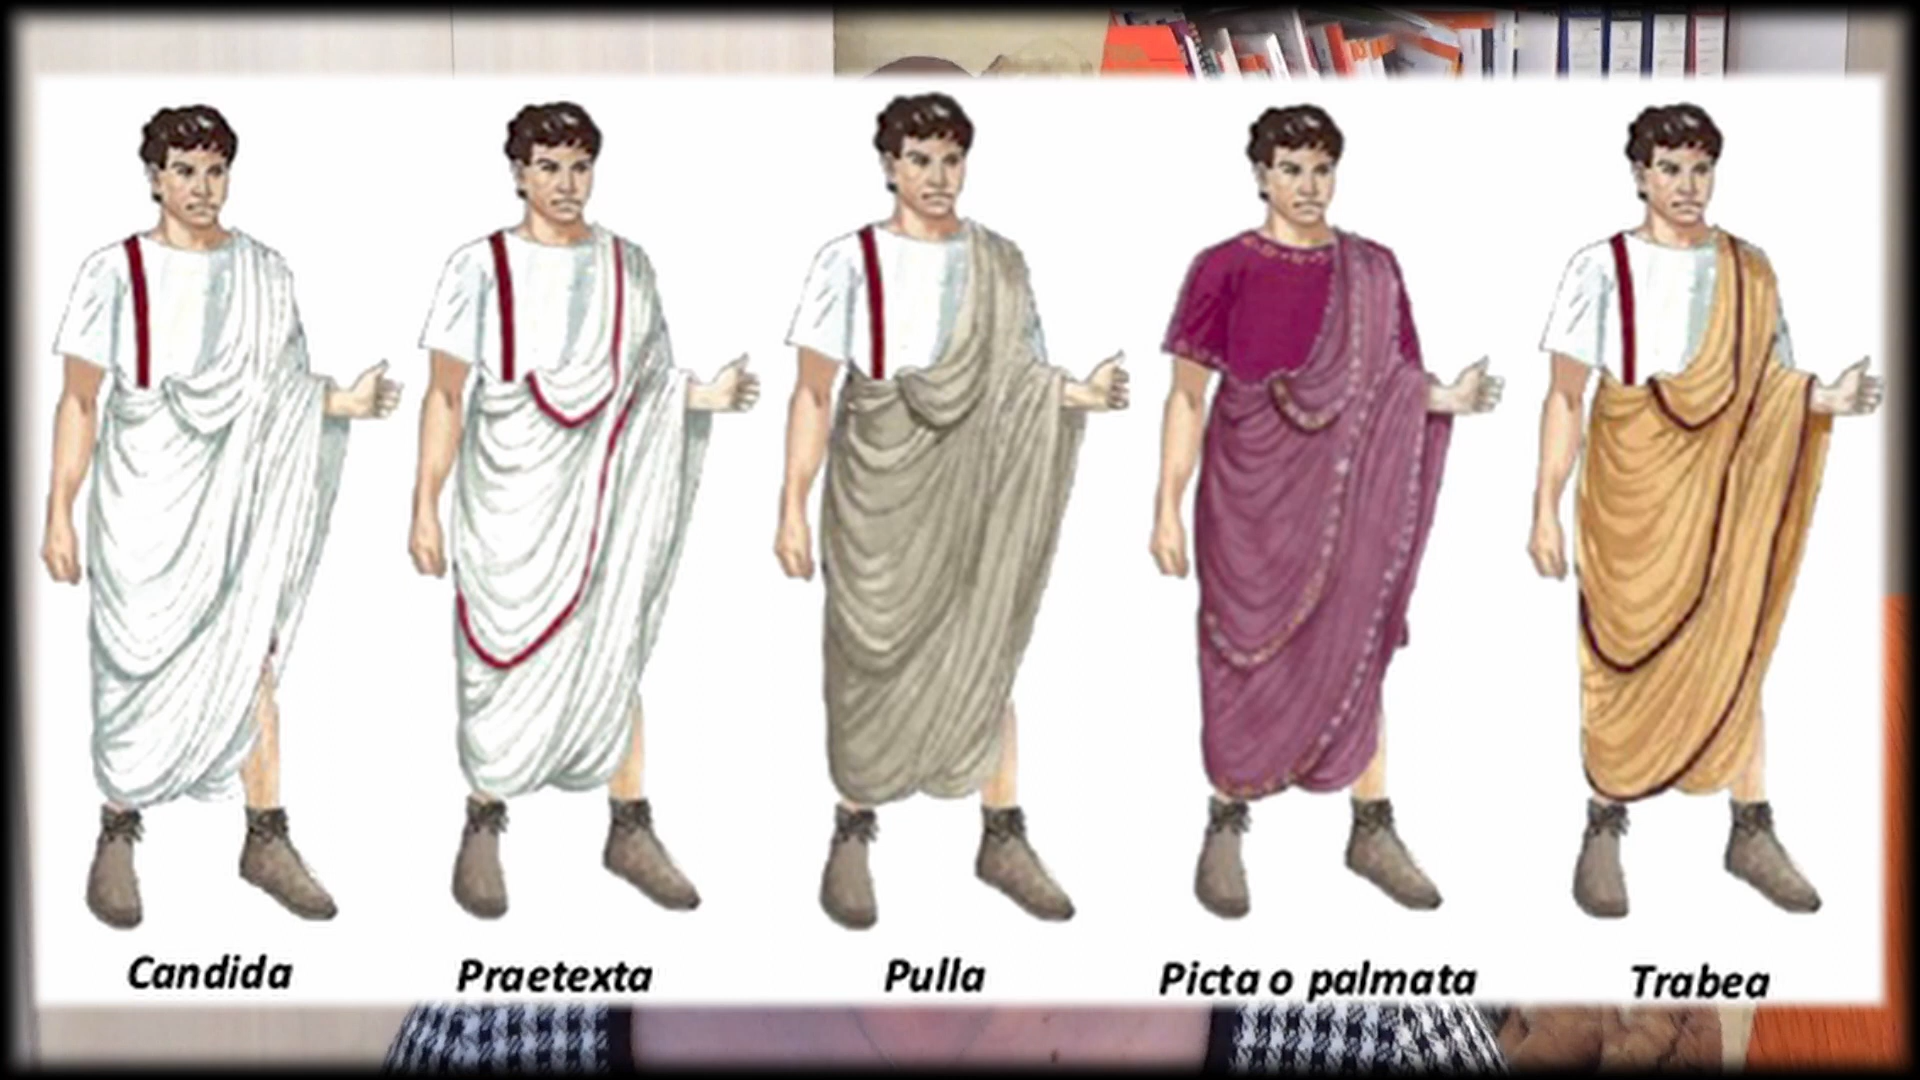 Candida
Praetexta
Pulla
Picta o palmata
Trabea